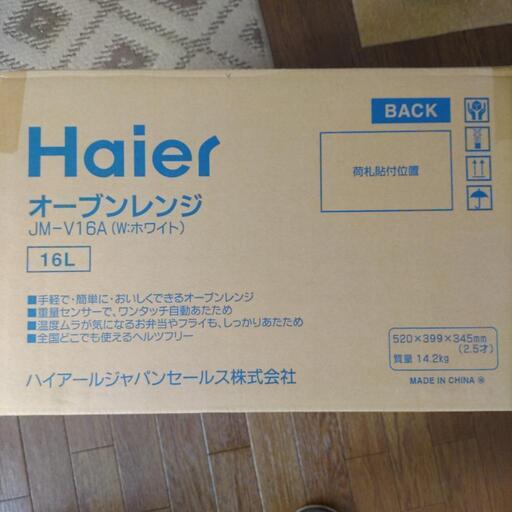 BACK
Haier
荷札貼付位置
オーブンレンジ
JM-V16A(W:ホワイト)
16L
■手軽で・簡単に・おいしくできるオーブンレンジ
■重量センサーで、ワンタッチ自動あたため
■温度ムラが気になるお弁当やフライも、しっかりあたため
■全国どこでも使えるヘルツフリー
520×399×345mm
(2.5才)
質量 14.2kg
ハイアールジャパンセールス株式会社
MADE IN CHINA